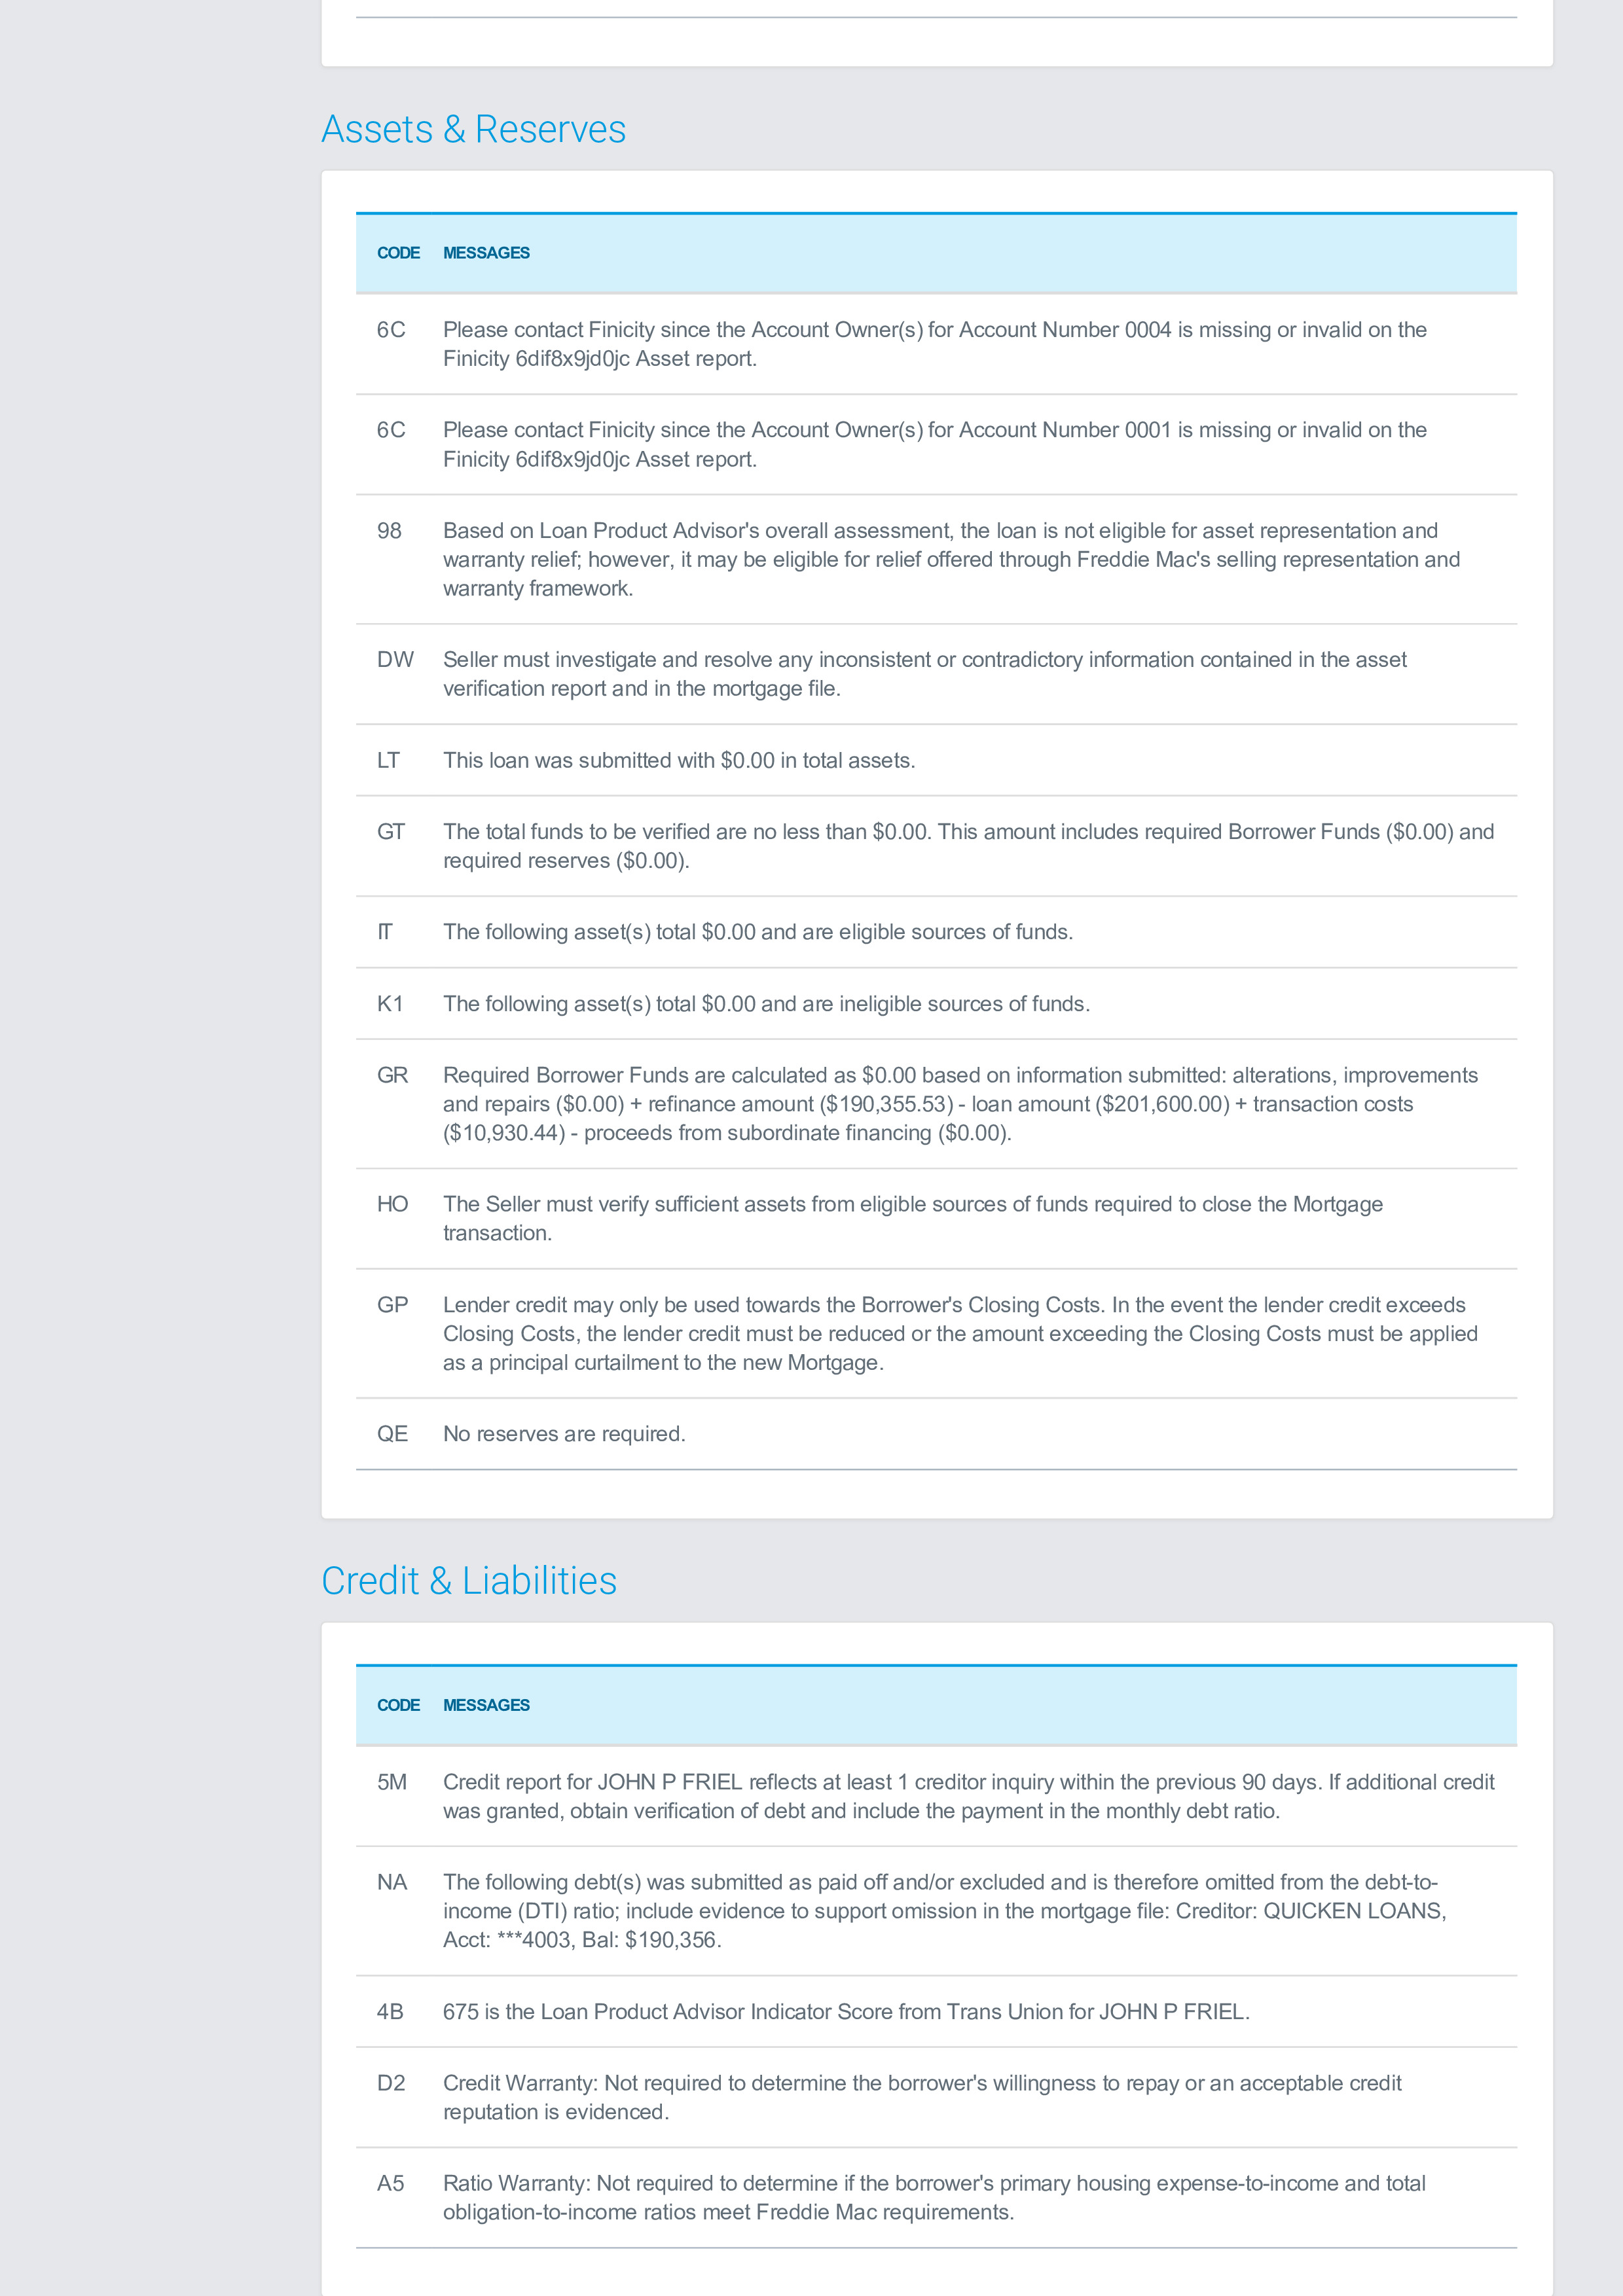 Assets & Reserves
CODE MESSAGES
6C Please contact Finicity since the Account Owner(s) for Account Number 0004 is missing or invalid on the
Finicity 6dif8x9jd0jc Asset report.
6C Please contact Finicity since the Account Owner(s) for Account Number 0001 is missing or invalid on the
Finicity 6dif8x9jd0jc Asset report.
98 Based on Loan Product Advisor's overall assessment, the loan is not eligible for asset representation and
warranty relief; however, it may be eligible for relief offered through Freddie Mac's selling representation and
warranty framework.
DW Seller must investigate and resolve any inconsistent or contradictory information contained in the asset
verification report and in the mortgage file.
LT This loan was submitted with $0.00 in total assets.
GT The total funds to be verified are no less than $0.00. This amount includes required Borrower Funds ($0.00) and
required reserves ($0.00).
IT The following asset(s) total $0.00 and are eligible sources of funds.
K1 The following asset(s) total $0.00 and are ineligible sources of funds.
GR Required Borrower Funds are calculated as $0.00 based on information submitted: alterations, improvements
and repairs ($0.00) + refinance amount ($190,355.53) - loan amount ($201,600.00) + transaction costs
($10,930.44) - proceeds from subordinate financing ($0.00).
HO The Seller must verify sufficient assets from eligible sources of funds required to close the Mortgage
transaction.
GP Lender credit may only be used towards the Borrower's Closing Costs. In the event the lender credit exceeds
Closing Costs, the lender credit must be reduced or the amount exceeding the Closing Costs must be applied
as a principal curtailment to the new Mortgage.
QE No reserves are required.
Credit & Liabilities
CODE MESSAGES
5M Credit report for JOHN P FRIEL reflects at least 1 creditor inquiry within the previous 90 days. If additional credit
was granted, obtain verification of debt and include the payment in the monthly debt ratio.
NA The following debt(s) was submitted as paid off and/or excluded and is therefore omitted from the debt-to-
income (DTI) ratio; include evidence to support omission in the mortgage file: Creditor: QUICKEN LOANS,
Acct: ***4003, Bal: $190,356.
4B 675 is the Loan Product Advisor Indicator Score from Trans Union for JOHN P FRIEL.
D2 Credit Warranty: Not required to determine the borrower's willingness to repay or an acceptable credit
reputation is evidenced.
A5 Ratio Warranty: Not required to determine if the borrower's primary housing expense-to-income and total
obligation-to-income ratios meet Freddie Mac requirements.